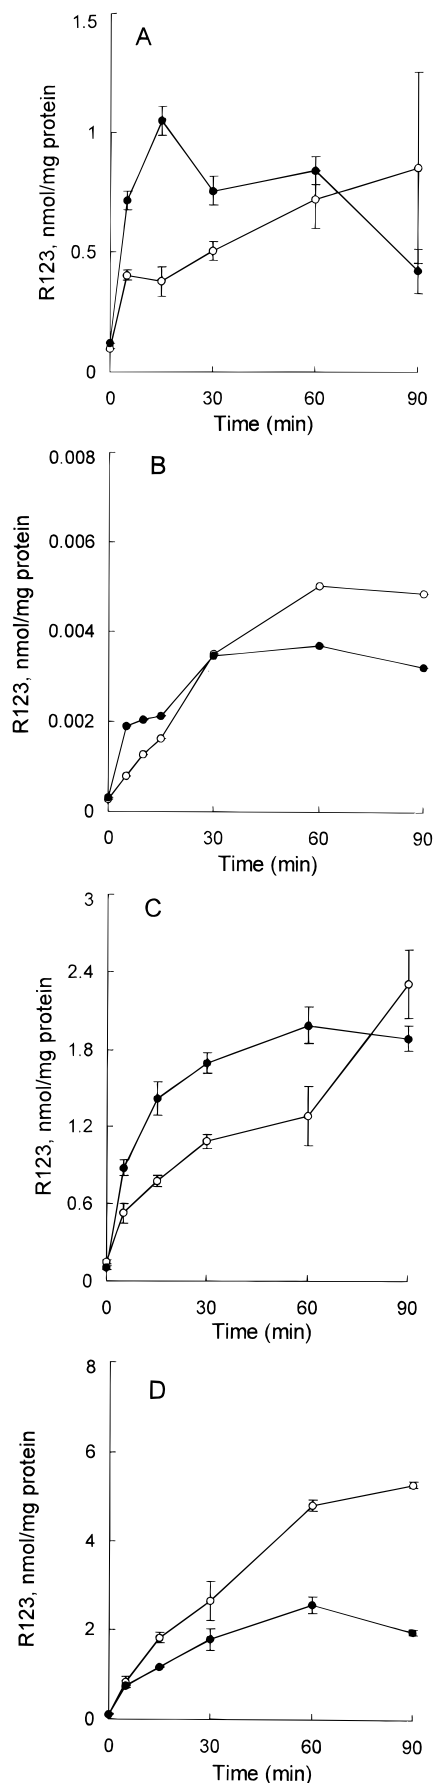 A
1.5
1
0.5
0
R123, nmol/mg protein
0 30 60 90
Time (min)
B
0.008
0.006
0.004
0.002
0
R123, nmol/mg protein
0 30 60 90
Time (min)
C
3
2.4
1.8
1.2
0.6
0
R123, nmol/mg protein
0 30 60 90
Time (min)
D
8
6
4
2
0
R123, nmol/mg protein
0 30 60 90
Time (min)